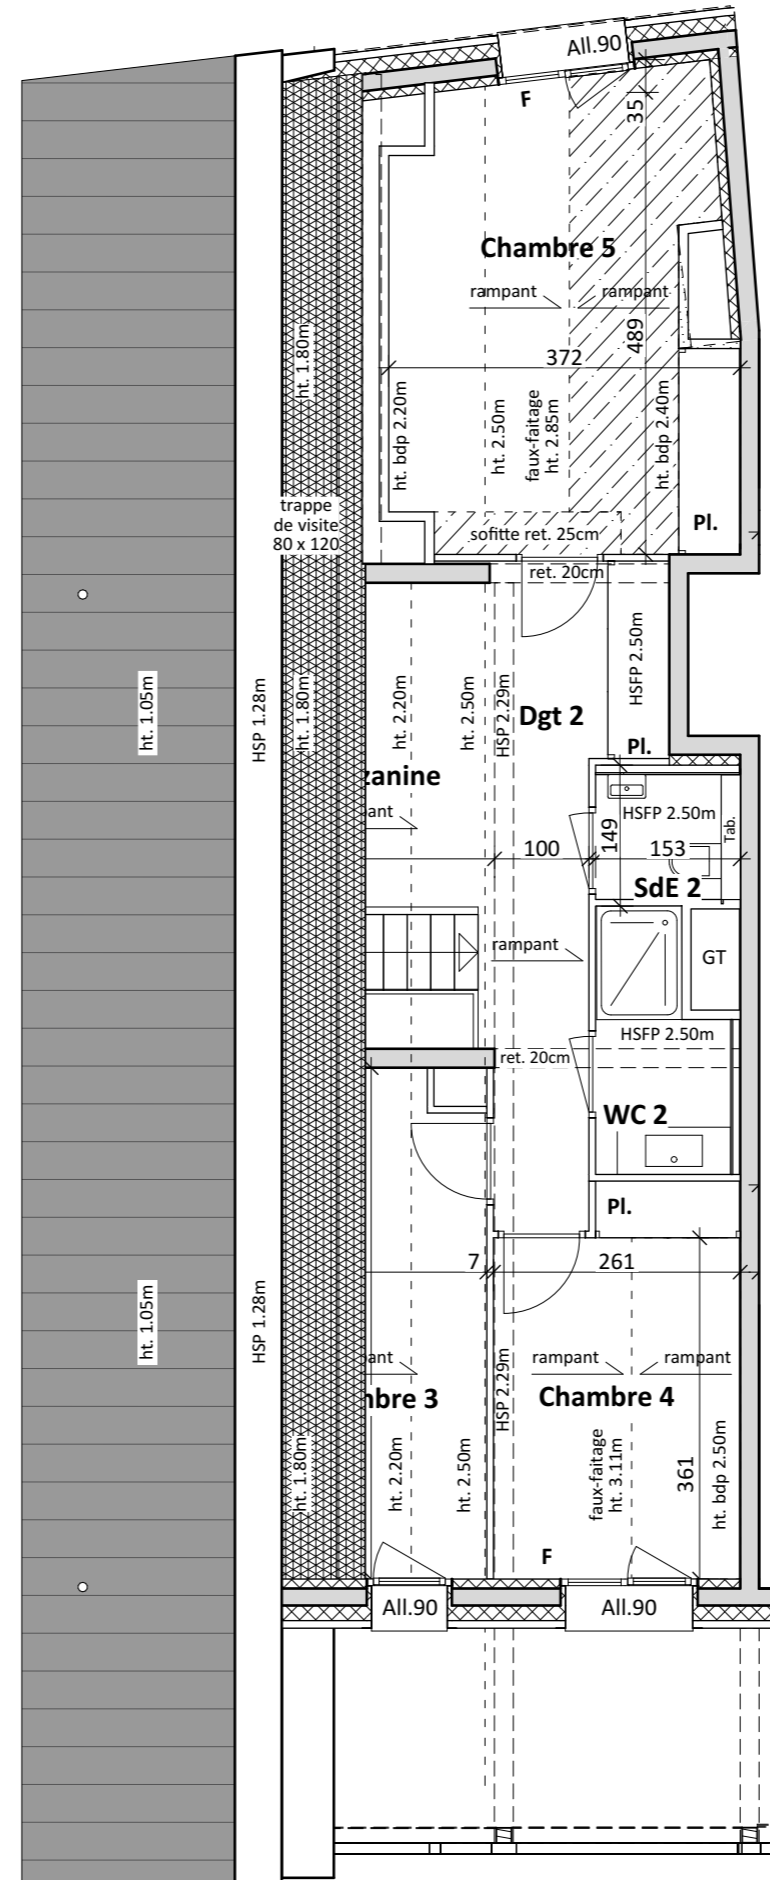 All.90
F
35
Chambre 5
rampant
rampant
489
372
ht. 1.80m
ht. bdp 2.20m
ht. 2.50m
faux-faitage
ht. 2.85m
ht. bdp 2.40m
trappe
de visite
80 x 120
Pl.
sofitte ret. 25cm
ret. 20cm
ht. 1.05m
HSP 1.28m
ht. 1.80m
ht. 2.20m
ht. 2.50m
HSP 2.29m
HSFP 2.50m
Dgt 2
Pl.
zanine
ant
HSFP 2.50m
Tab.
149
100
153
SdE 2
rampant
GT
HSFP 2.50m
ret. 20cm
WC 2
Pl.
7
261
ht. 1.05m
HSP 1.28m
ant
rampant
rampant
HSP 2.29m
nbre 3
Chambre 4
ht. 1.80m
ht. 2.20m
ht. 2.50m
faux-faitage
ht. 3.11m
361
ht. bdp 2.50m
F
All.90
All.90